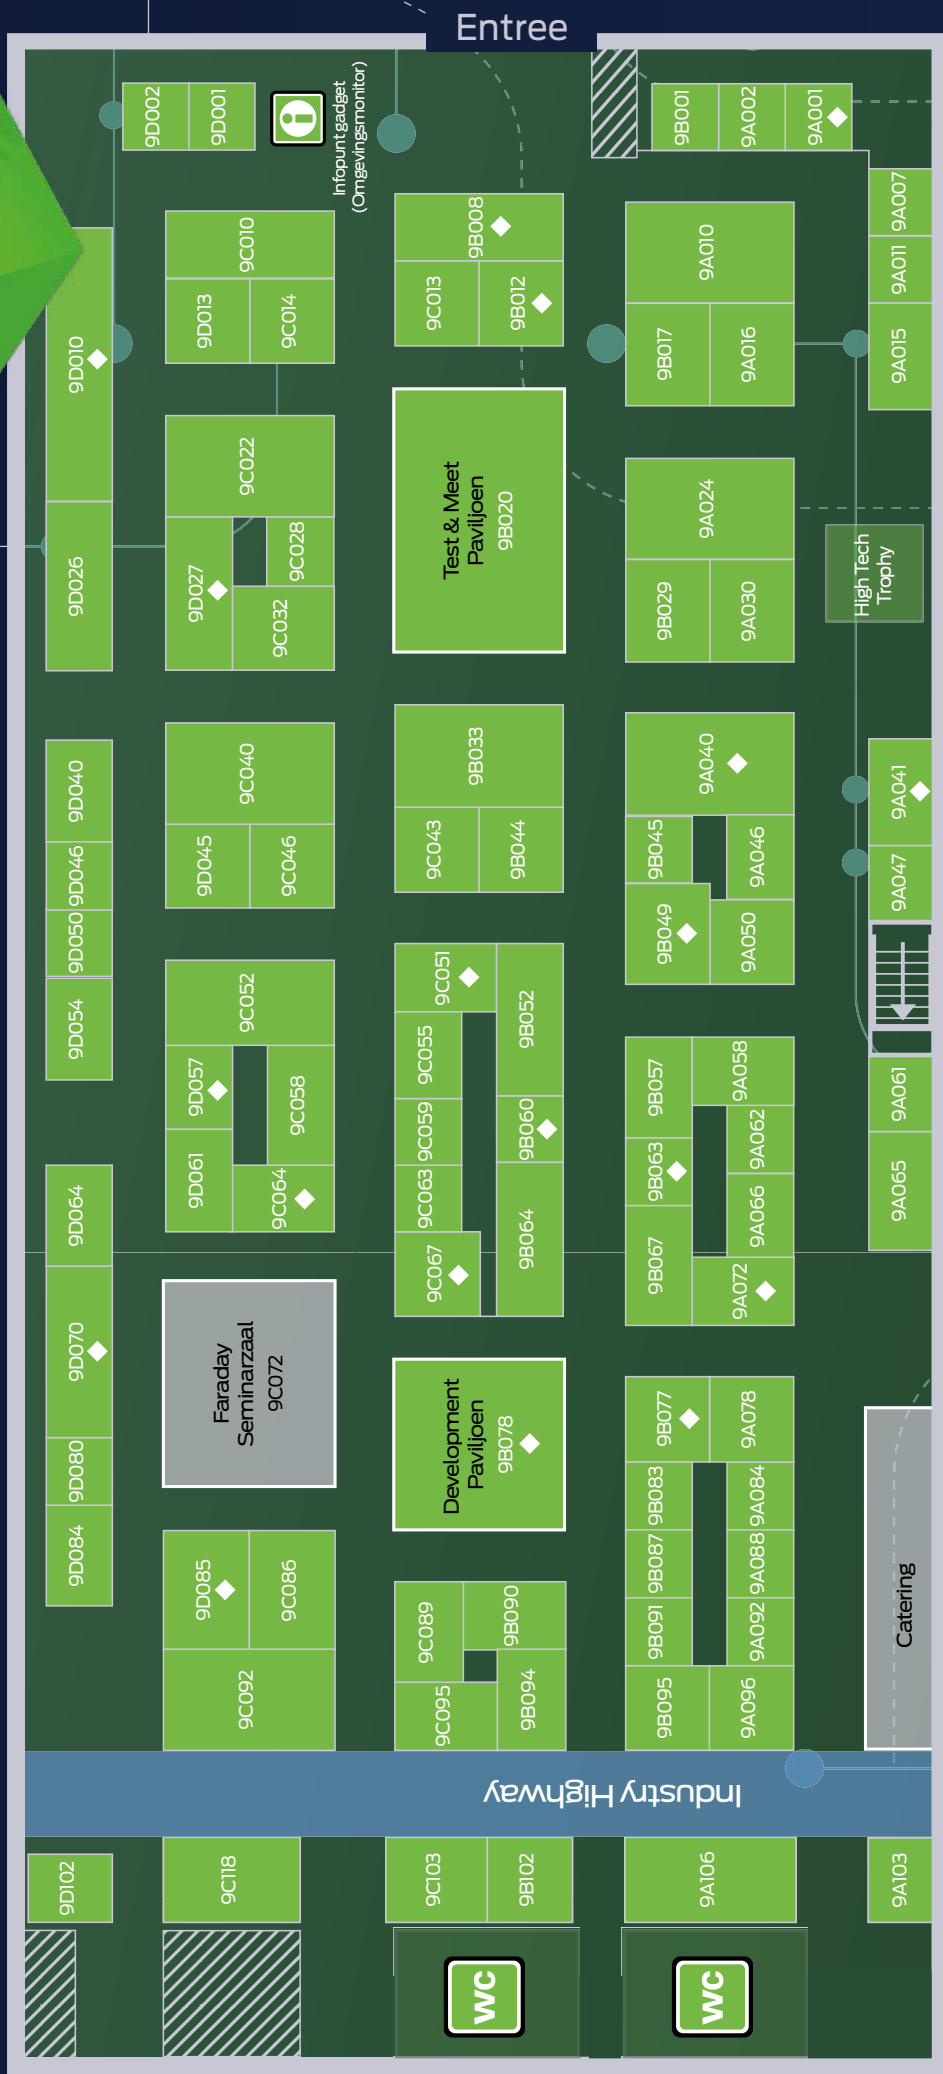 Entree
9D002
9D001
Infopunt gadget
(Omgevingsmonitor)
9B001
9A002
9A001
9A007
9A011
9A015
9D010
9D026
9C010
9D013
9C014
9B008
9C013
9B012
9A010
9B017
9A016
9C022
9D027
9C028
9C032
Test & Meet
Paviljoen
9B020
9A024
9B029
9A030
High Tech
Trophy
9D040
9D046
9D050
9D054
9C040
9D045
9C046
9B033
9C043
9B044
9A040
9B045
9A046
9B049
9A050
9A041
9A047
9C052
9D057
9C058
9D061
9C064
9C051
9B052
9C055
9C059
9B060
9C063
9B064
9C067
9B057
9A058
9B063
9A062
9A066
9B067
9A072
9A061
9A065
9D064
9D070
9D080
9D084
Faraday
Seminarzaal
9C072
Development
Paviljoen
9B078
9B077
9A078
9B083
9A084
9B087
9A088
9B091
9A092
9B095
9A096
Catering
9D085
9C086
9C092
9C089
9B090
9C095
9B094
Industry Highway
9D102
9C118
9C103
9B102
9A106
9A103
wc
wc